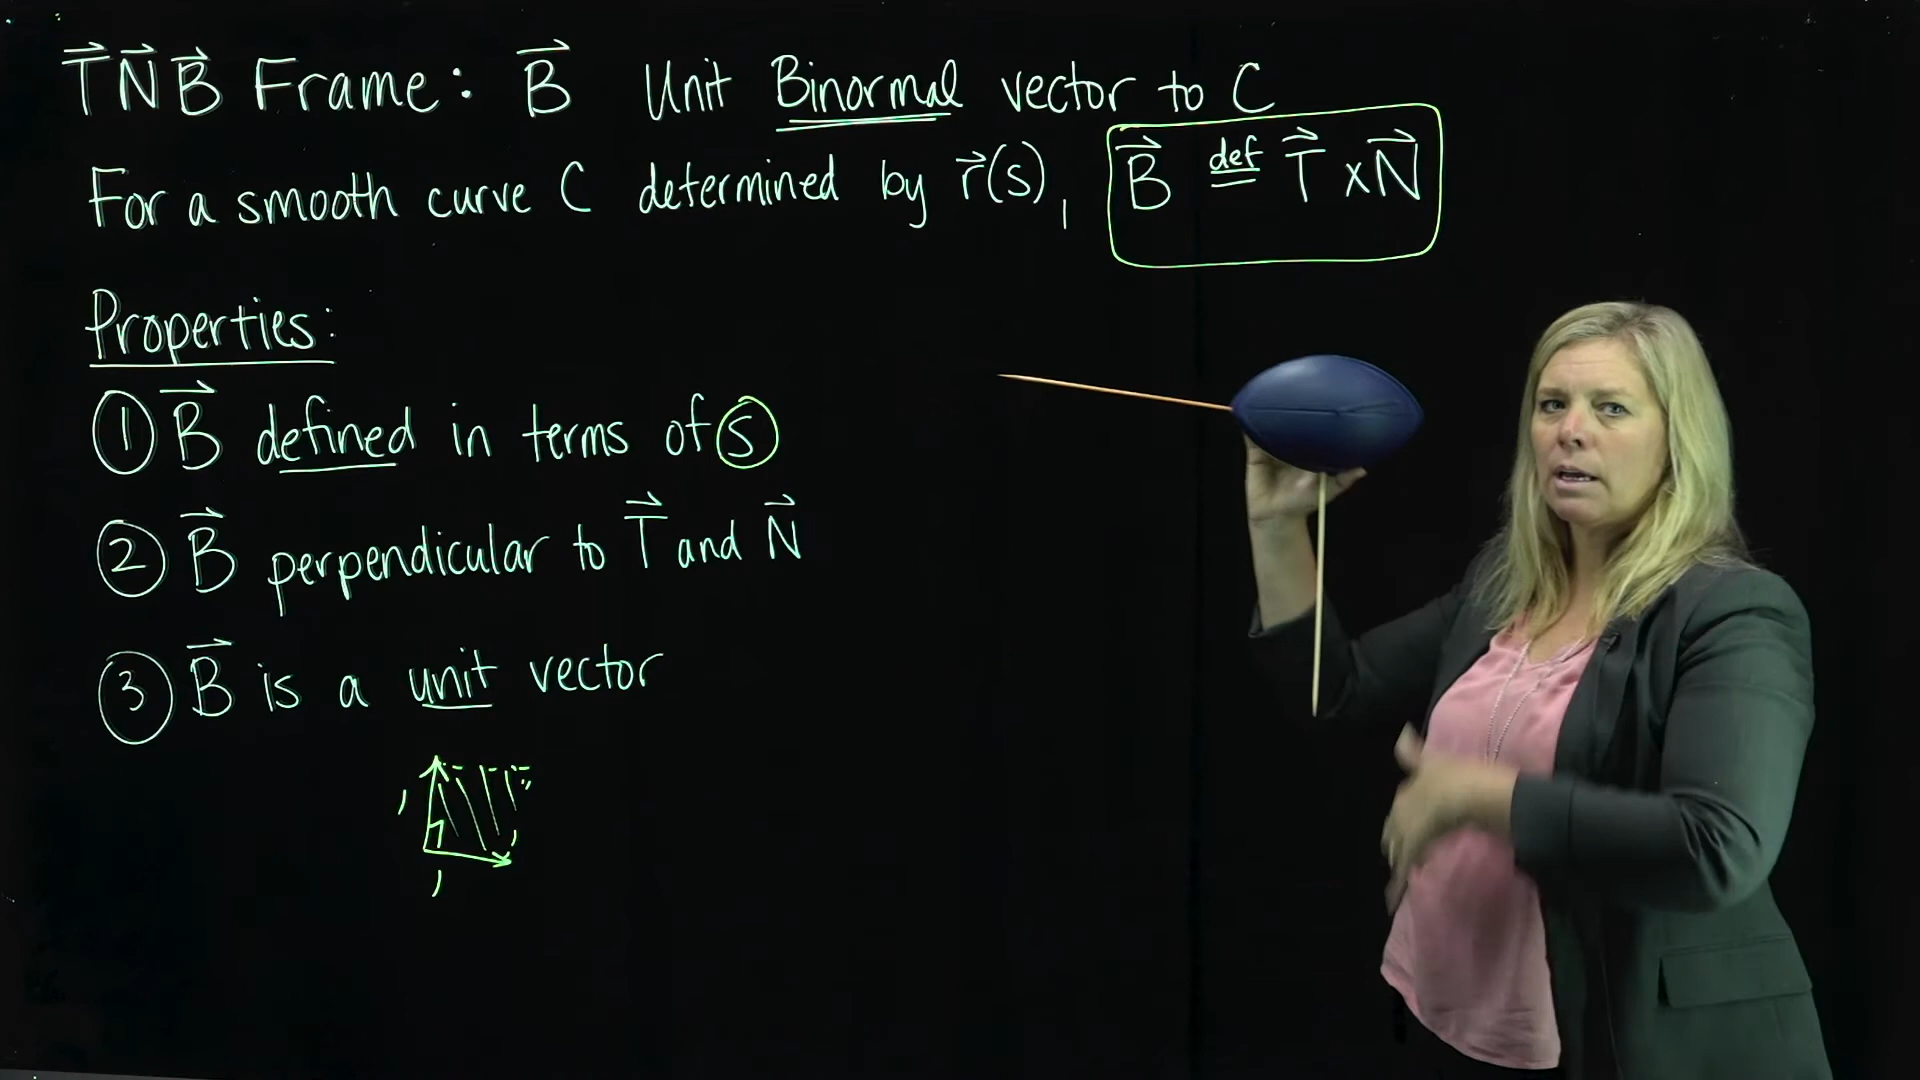 T⃗ N⃗ B⃗ Frame: B⃗ Unit Binormal vector to C
For a smooth curve C determined by r⃗(s), B⃗ def= T⃗ × N⃗
Properties:
① B⃗ defined in terms of s
② B⃗ perpendicular to T⃗ and N⃗
③ B⃗ is a unit vector